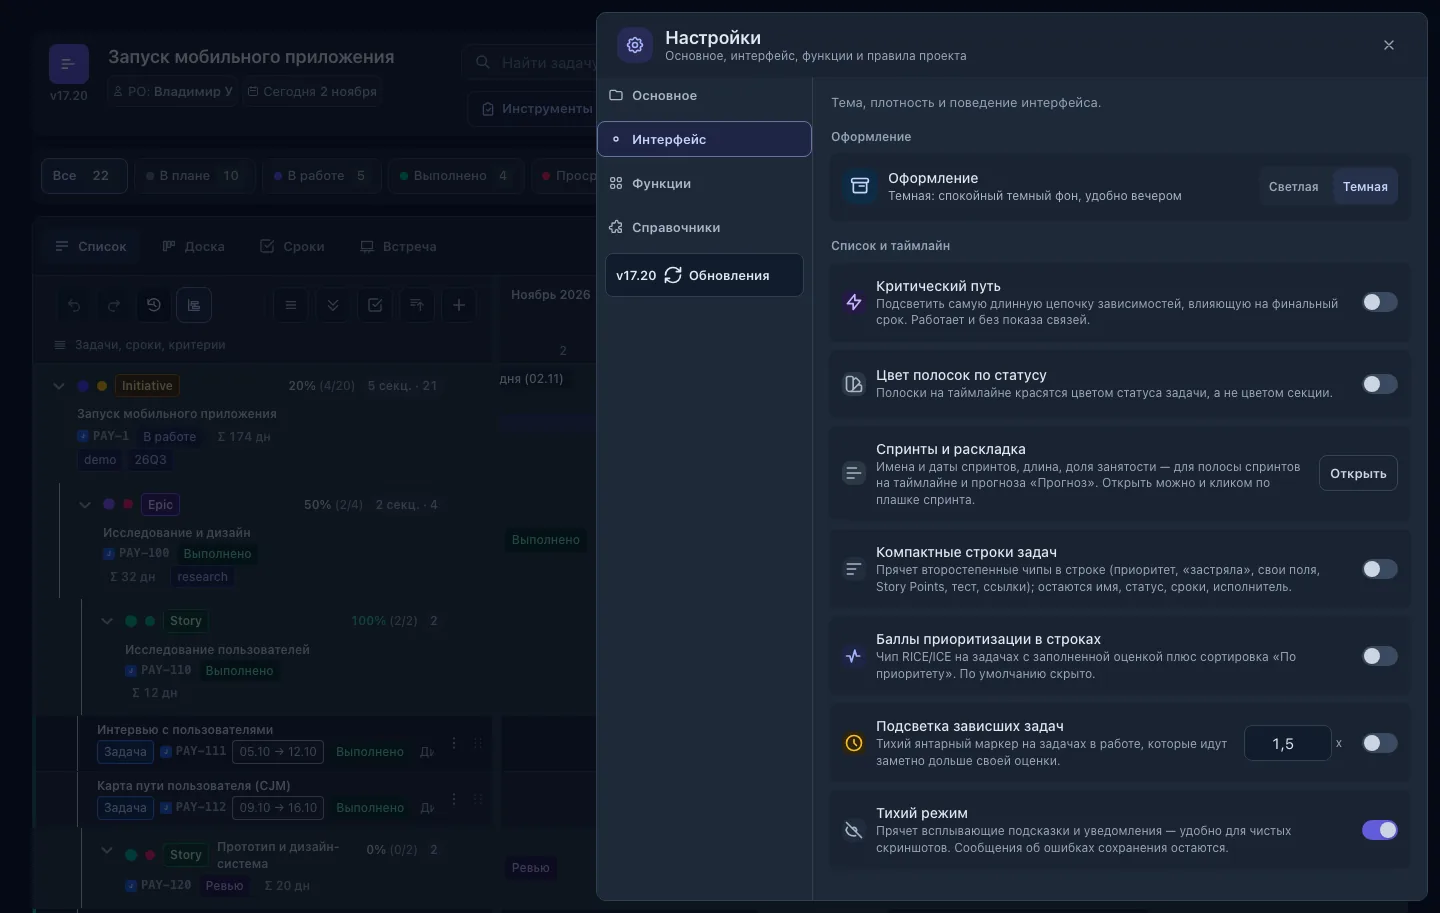 Запуск мобильного приложения
v17.20
PO: Владимир У
Сегодня 2 ноября
Найти задачу
Инструменты
Все 22
В плане 10
В работе 5
Выполнено 4
Проср
Список
Доска
Сроки
Встреча
Ноябрь 2026
2
Задачи, сроки, критерии
дня (02.11)
Initiative
20% (4/20) 5 секц. · 21
Запуск мобильного приложения
PAY-1 В работе Σ 174 дн
demo 26Q3
Epic
50% (2/4) 2 секц. · 4
Исследование и дизайн
PAY-100 Выполнено
Σ 32 дн research
Выполнено
Story
100% (2/2) 2
Исследование пользователей
PAY-110 Выполнено
Σ 12 дн
Интервью с пользователями
Задача PAY-111 05.10 → 12.10 Выполнено Ди
Карта пути пользователя (CJM)
Задача PAY-112 09.10 → 16.10 Выполнено Ди
Story Прототип и дизайн-
система
0% (0/2) 2
PAY-120 Ревью Σ 20 дн
Ревью
Настройки
Основное, интерфейс, функции и правила проекта
Основное
Интерфейс
Функции
Справочники
v17.20 Обновления
Тема, плотность и поведение интерфейса.
Оформление
Оформление
Темная: спокойный темный фон, удобно вечером
Светлая Темная
Список и таймлайн
Критический путь
Подсветить самую длинную цепочку зависимостей, влияющую на финальный
срок. Работает и без показа связей.
Цвет полосок по статусу
Полоски на таймлайне красятся цветом статуса задачи, а не цветом секции.
Спринты и раскладка
Имена и даты спринтов, длина, доля занятости — для полосы спринтов
на таймлайне и прогноза «Прогноз». Открыть можно и кликом по
плашке спринта.
Открыть
Компактные строки задач
Прячет второстепенные чипы в строке (приоритет, «застряла», свои поля,
Story Points, тест, ссылки); остаются имя, статус, сроки, исполнитель.
Баллы приоритизации в строках
Чип RICE/ICE на задачах с заполненной оценкой плюс сортировка «По
приоритету». По умолчанию скрыто.
Подсветка зависших задач
Тихий янтарный маркер на задачах в работе, которые идут
заметно дольше своей оценки.
1,5 x
Тихий режим
Прячет всплывающие подсказки и уведомления — удобно для чистых
скриншотов. Сообщения об ошибках сохранения остаются.